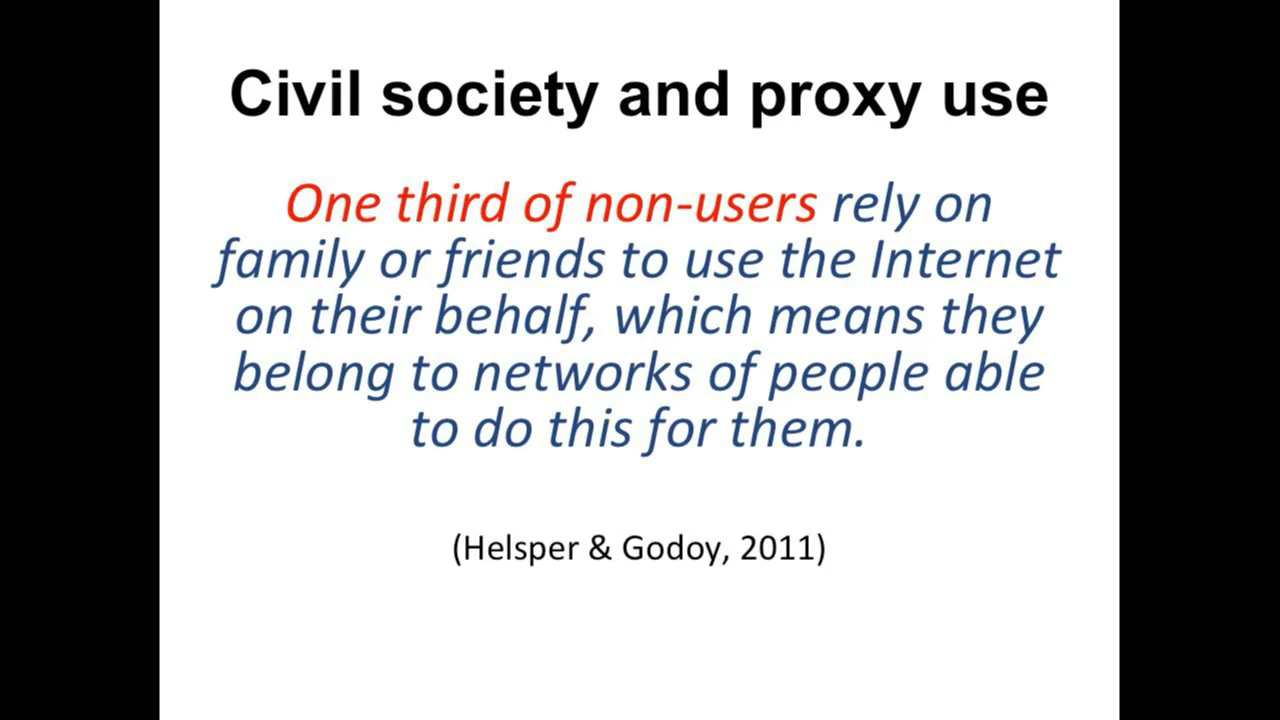 Civil society and proxy use
One third of non-users rely on
family or friends to use the Internet
on their behalf, which means they
belong to networks of people able
to do this for them.
(Helsper & Godoy, 2011)